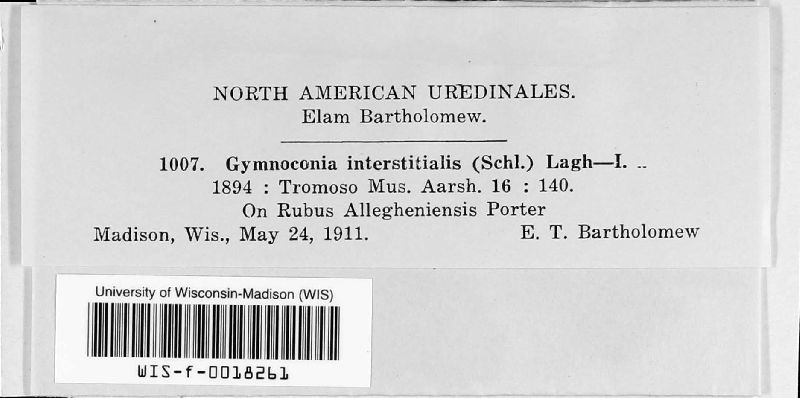 NORTH AMERICAN UREDINALES.
Elam Bartholomew.
1007. Gymnoconia interstitialis (Schl.) Lagh—I. ..
1894 : Tromoso Mus. Aarsh. 16 : 140.
On Rubus Allegheniensis Porter
Madison, Wis., May 24, 1911. E. T. Bartholomew
University of Wisconsin-Madison (WIS)
WIS-f-0018261